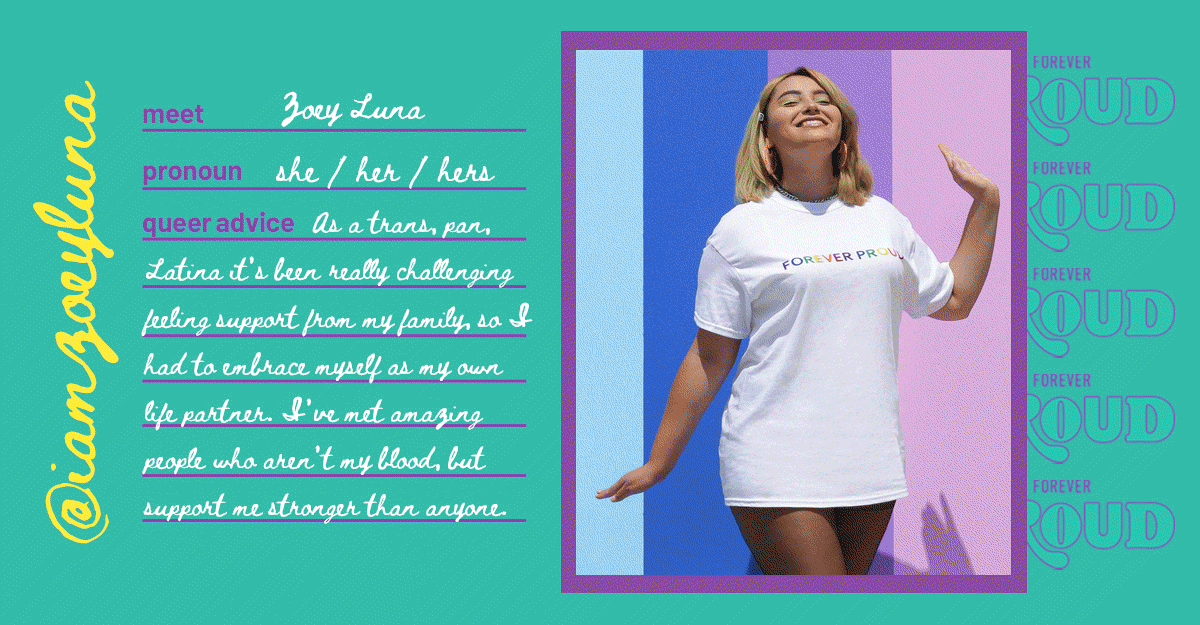 @iamzoeyluna
meet Zoey Luna
pronoun she / her / hers
queer advice As a trans, pan,
Latina it's been really challenging
feeling support from my family, so I
had to embrace myself as my own
life partner. I've met amazing
people who aren't my blood, but
support me stronger than anyone.
FOREVER PROUD
FOREVER
ROUD
FOREVER
ROUD
FOREVER
ROUD
FOREVER
ROUD
FOREVER
ROUD